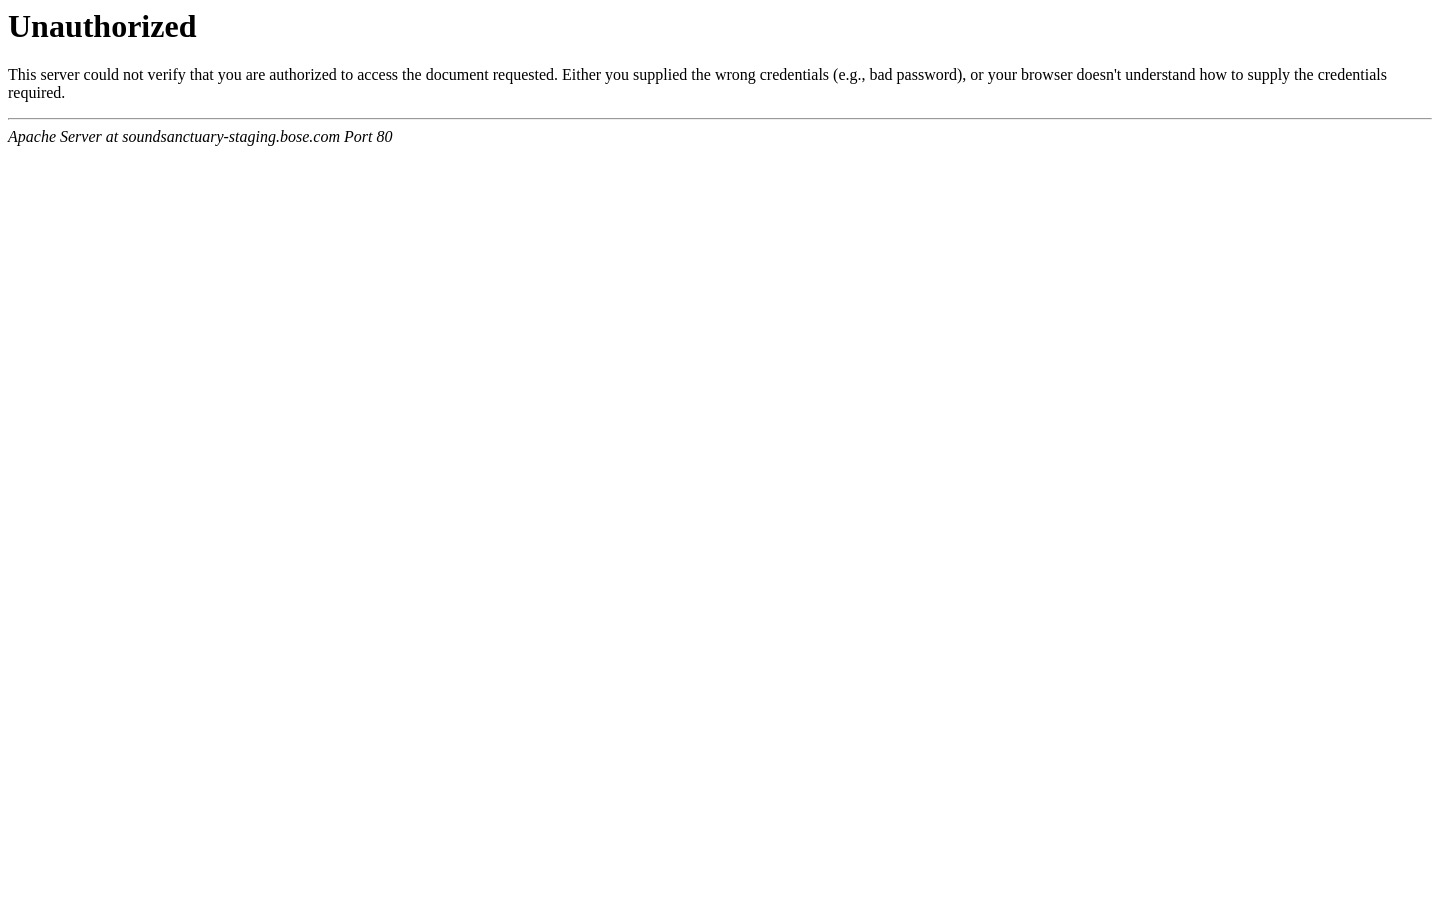 Unauthorized
This server could not verify that you are authorized to access the document requested. Either you supplied the wrong credentials (e.g., bad password), or your browser doesn't understand how to supply the credentials
required.
Apache Server at soundsanctuary-staging.bose.com Port 80